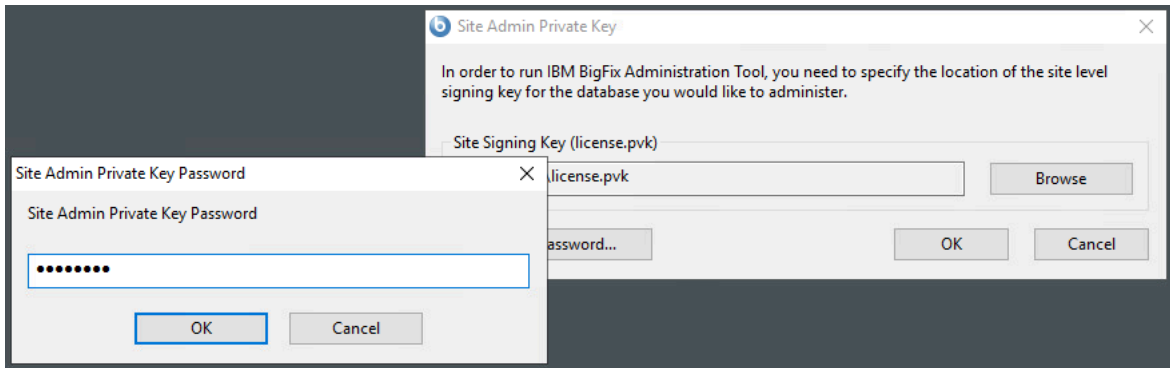 Site Admin Private Key
In order to run IBM BigFix Administration Tool, you need to specify the location of the site level
signing key for the database you would like to administer.
Site Signing Key (license.pvk)
\license.pvk
Browse
OK
Cancel
Site Admin Private Key Password
Site Admin Private Key Password
••••••••
OK
Cancel